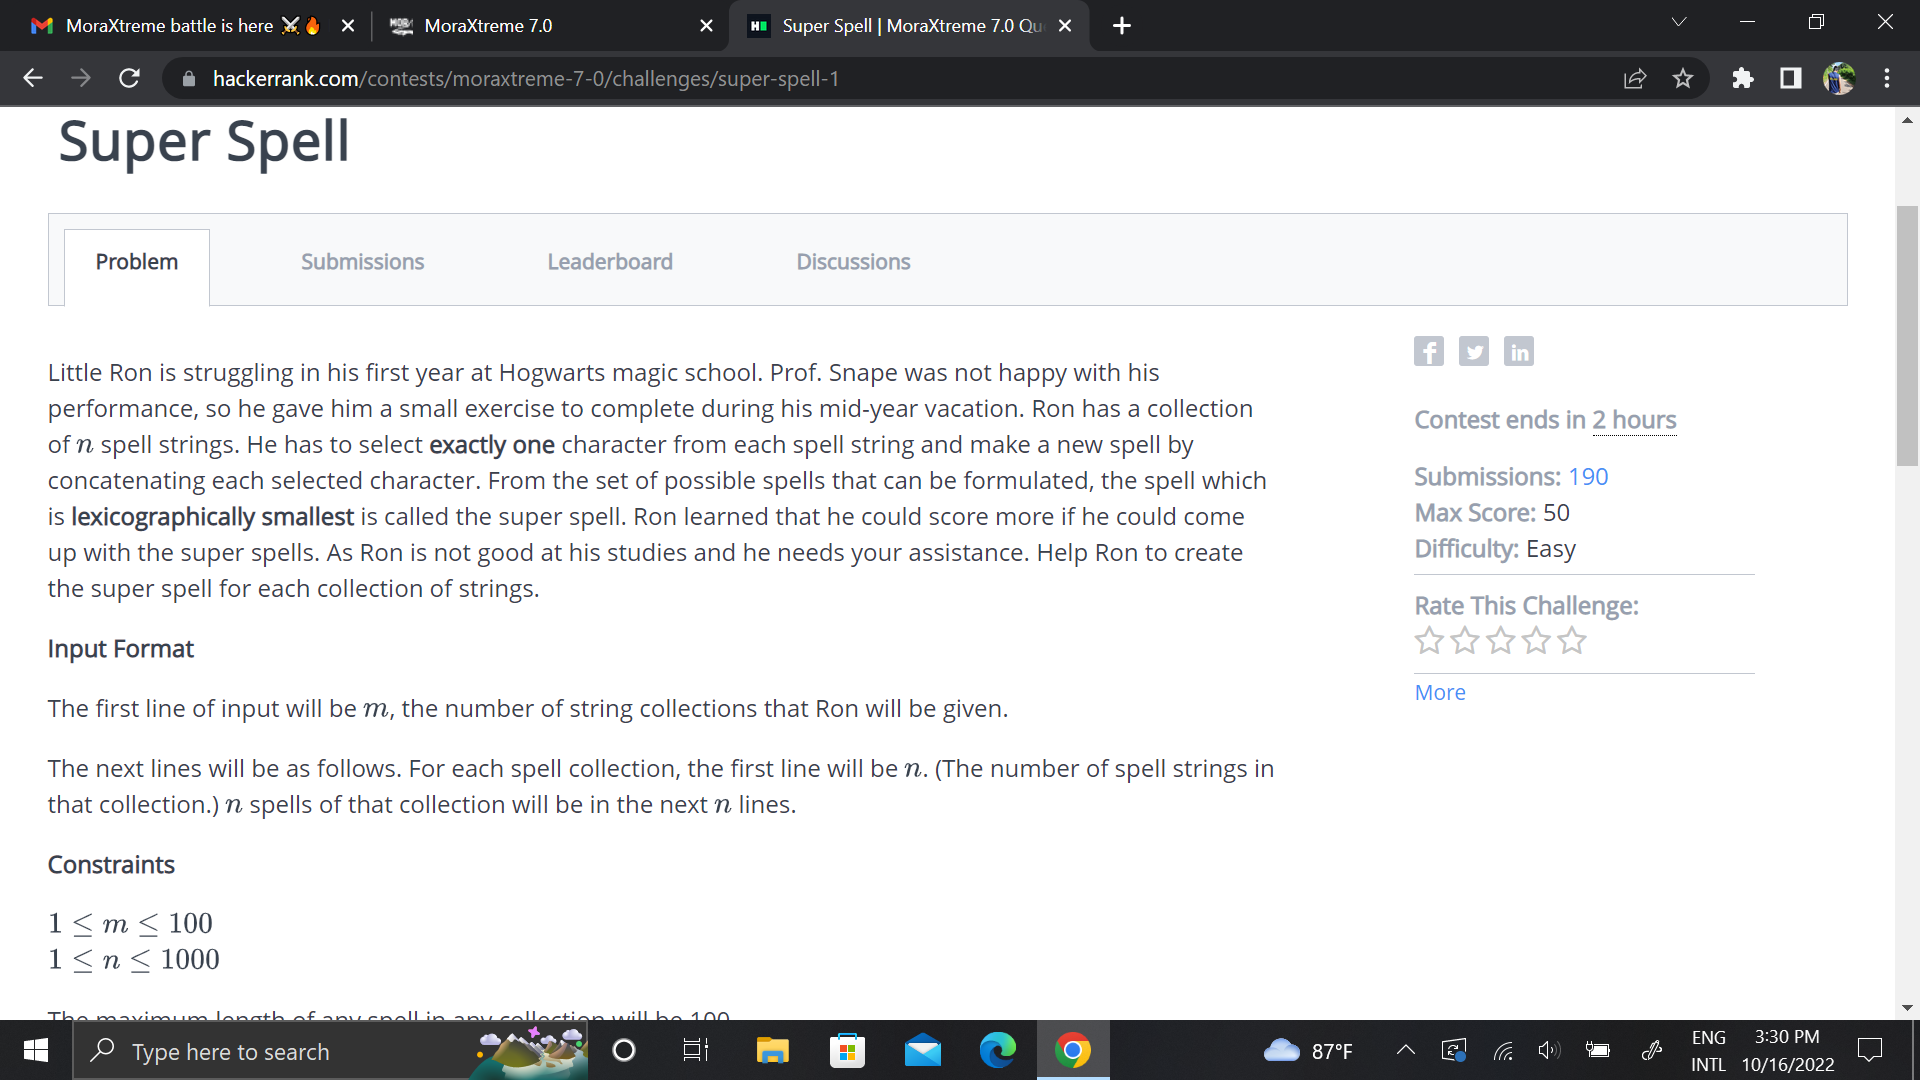 MoraXtreme battle is here ⚔️🔥
MoraXtreme 7.0
Super Spell | MoraXtreme 7.0 Qu
hackerrank.com/contests/moraxtreme-7-0/challenges/super-spell-1
Super Spell
Problem
Submissions
Leaderboard
Discussions
Little Ron is struggling in his first year at Hogwarts magic school. Prof. Snape was not happy with his
performance, so he gave him a small exercise to complete during his mid-year vacation. Ron has a collection
of n spell strings. He has to select exactly one character from each spell string and make a new spell by
concatenating each selected character. From the set of possible spells that can be formulated, the spell which
is lexicographically smallest is called the super spell. Ron learned that he could score more if he could come
up with the super spells. As Ron is not good at his studies and he needs your assistance. Help Ron to create
the super spell for each collection of strings.
Input Format
The first line of input will be m, the number of string collections that Ron will be given.
The next lines will be as follows. For each spell collection, the first line will be n. (The number of spell strings in
that collection.) n spells of that collection will be in the next n lines.
Constraints
1 ≤ m ≤ 100
1 ≤ n ≤ 1000
The maximum length of any spell in any collection will be 100
Contest ends in 2 hours
Submissions: 190
Max Score: 50
Difficulty: Easy
Rate This Challenge:
More
Type here to search
87°F
ENG
INTL
3:30 PM
10/16/2022